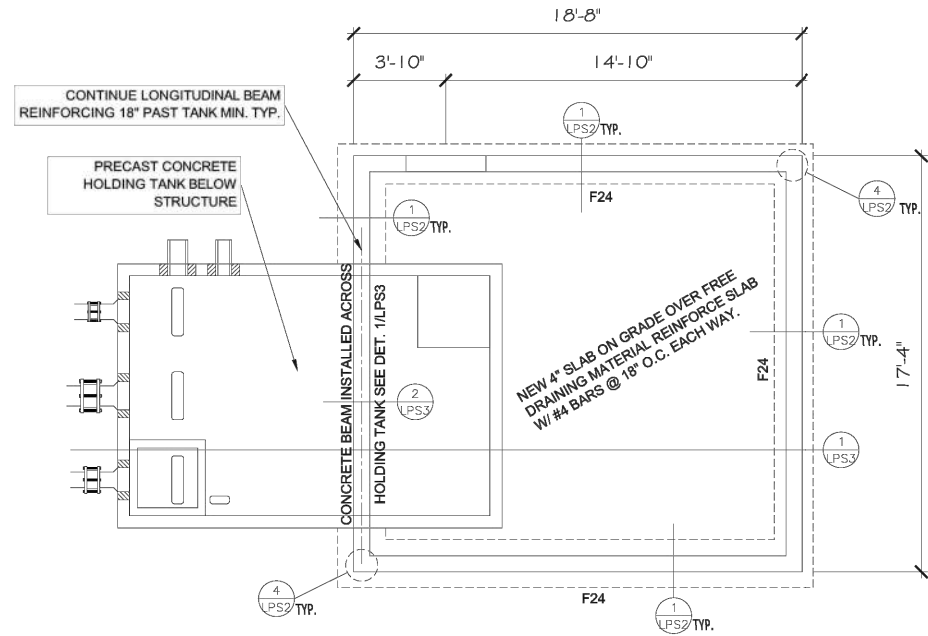 18'-8"
3'-10"
14'-10"
CONTINUE LONGITUDINAL BEAM
REINFORCING 18" PAST TANK MIN. TYP.
1
LPS2 TYP.
PRECAST CONCRETE
HOLDING TANK BELOW
STRUCTURE
F24
4
LPS2 TYP.
1
LPS2 TYP.
CONCRETE BEAM INSTALLED ACROSS
HOLDING TANK SEE DET. 1/LPS3
NEW 4" SLAB ON GRADE OVER FREE
DRAINING MATERIAL REINFORCE SLAB
W/ #4 BARS @ 18" O.C. EACH WAY.
1
LPS2 TYP.
F24
17'-4"
2
LPS3
1
LPS3
4
LPS2 TYP.
F24
1
LPS2 TYP.